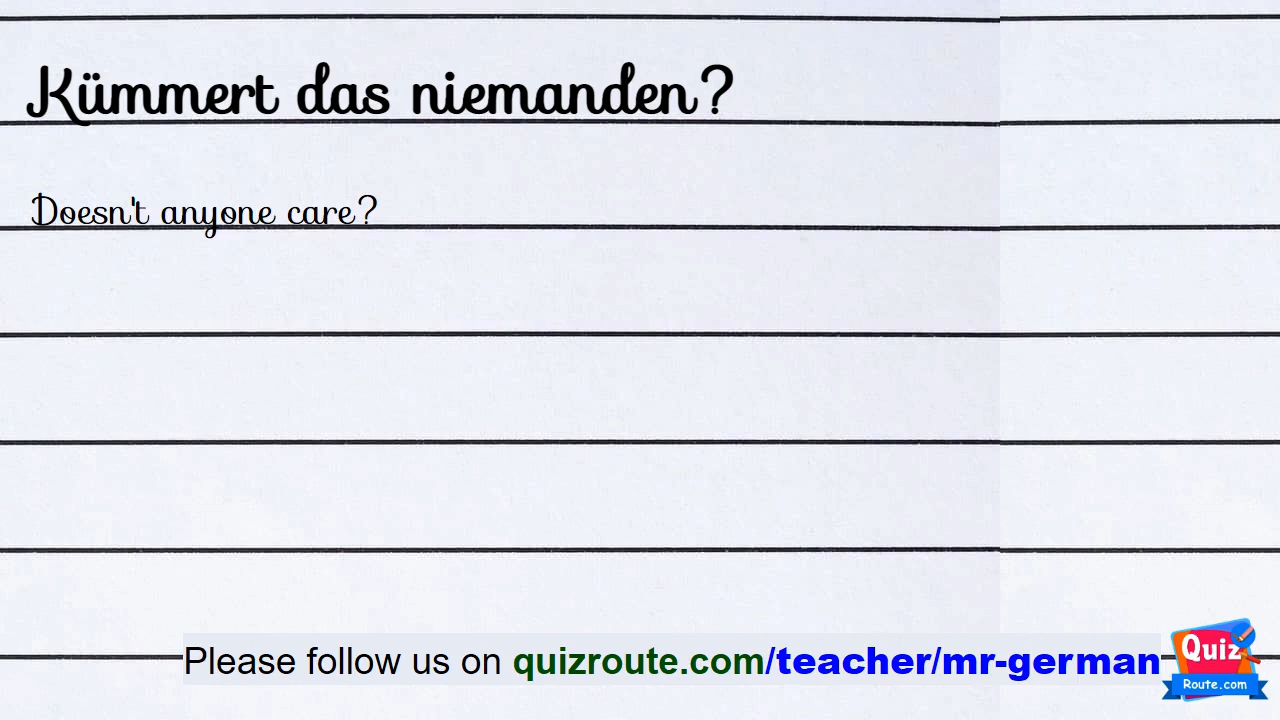 Kümmert das niemanden?
Doesn't anyone care?
Please follow us on quizroute.com/teacher/mr-german
Quiz
Route.com